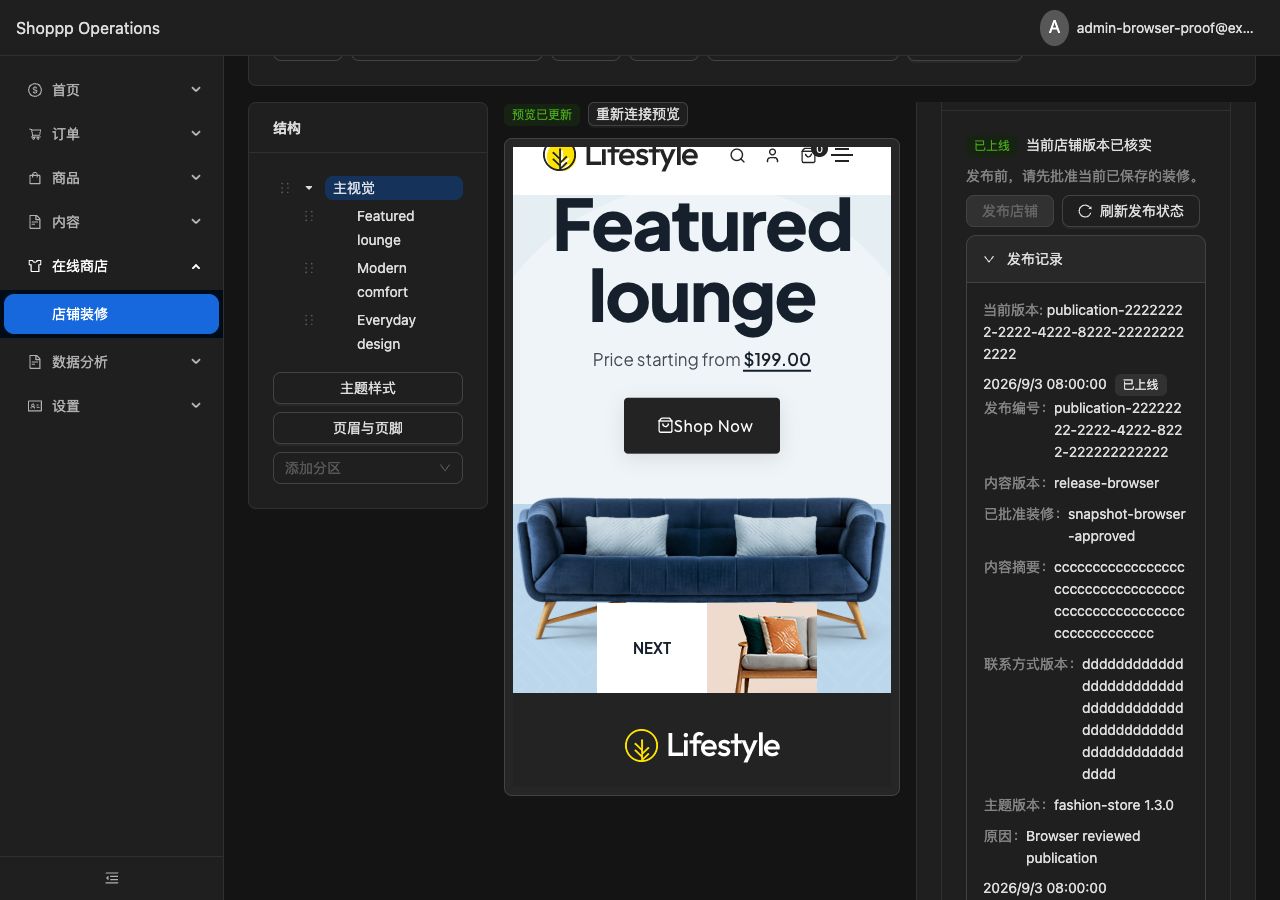 Shoppp Operations
A
admin-browser-proof@ex...
首页
订单
商品
内容
在线商店
店铺装修
数据分析
设置
结构
主视觉
Featured
lounge
Modern
comfort
Everyday
design
主题样式
页眉与页脚
添加分区
预览已更新
重新连接预览
Lifestyle
0
Featured
lounge
Price starting from $199.00
Shop Now
NEXT
Lifestyle
已上线 当前店铺版本已核实
发布前，请先批准当前已保存的装修。
发布店铺
刷新发布状态
发布记录
当前版本: publication-2222222
2-2222-4222-8222-22222222
2222
2026/9/3 08:00:00 已上线
发布编号： publication-222222
22-2222-4222-822
2-222222222222
内容版本： release-browser
已批准装修： snapshot-browser
-approved
内容摘要： ccccccccccccccccc
ccccccccccccccccc
ccccccccccccccccc
ccccccccccccc
联系方式版本： dddddddddddd
dddddddddddd
dddddddddddd
dddddddddddd
dddddddddddd
dddd
主题版本： fashion-store 1.3.0
原因： Browser reviewed
publication
2026/9/3 08:00:00